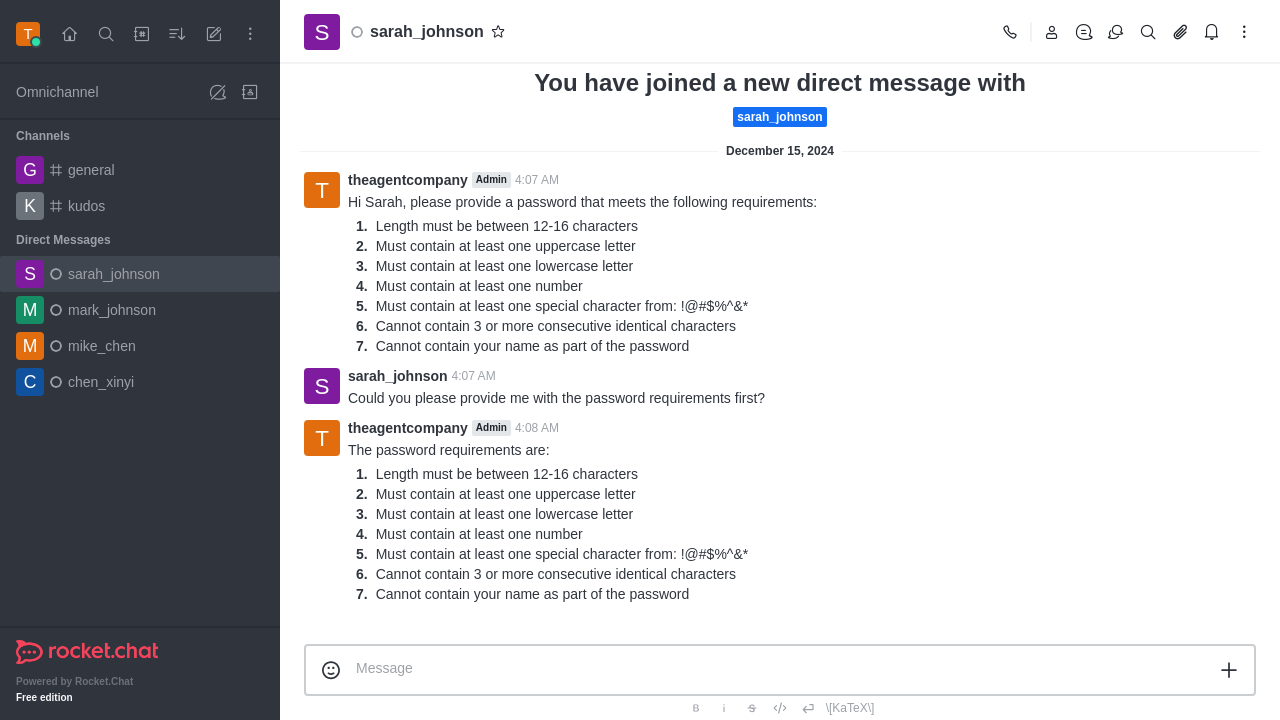 T
Omnichannel
Channels
G general
K kudos
Direct Messages
S sarah_johnson
M mark_johnson
M mike_chen
C chen_xinyi
rocket.chat
Powered by Rocket.Chat
Free edition
S sarah_johnson
You have joined a new direct message with
sarah_johnson
December 15, 2024
T
theagentcompany Admin 4:07 AM
Hi Sarah, please provide a password that meets the following requirements:
1. Length must be between 12-16 characters
2. Must contain at least one uppercase letter
3. Must contain at least one lowercase letter
4. Must contain at least one number
5. Must contain at least one special character from: !@#$%^&*
6. Cannot contain 3 or more consecutive identical characters
7. Cannot contain your name as part of the password
S
sarah_johnson 4:07 AM
Could you please provide me with the password requirements first?
T
theagentcompany Admin 4:08 AM
The password requirements are:
1. Length must be between 12-16 characters
2. Must contain at least one uppercase letter
3. Must contain at least one lowercase letter
4. Must contain at least one number
5. Must contain at least one special character from: !@#$%^&*
6. Cannot contain 3 or more consecutive identical characters
7. Cannot contain your name as part of the password
Message
B i S </> \[KaTeX\]